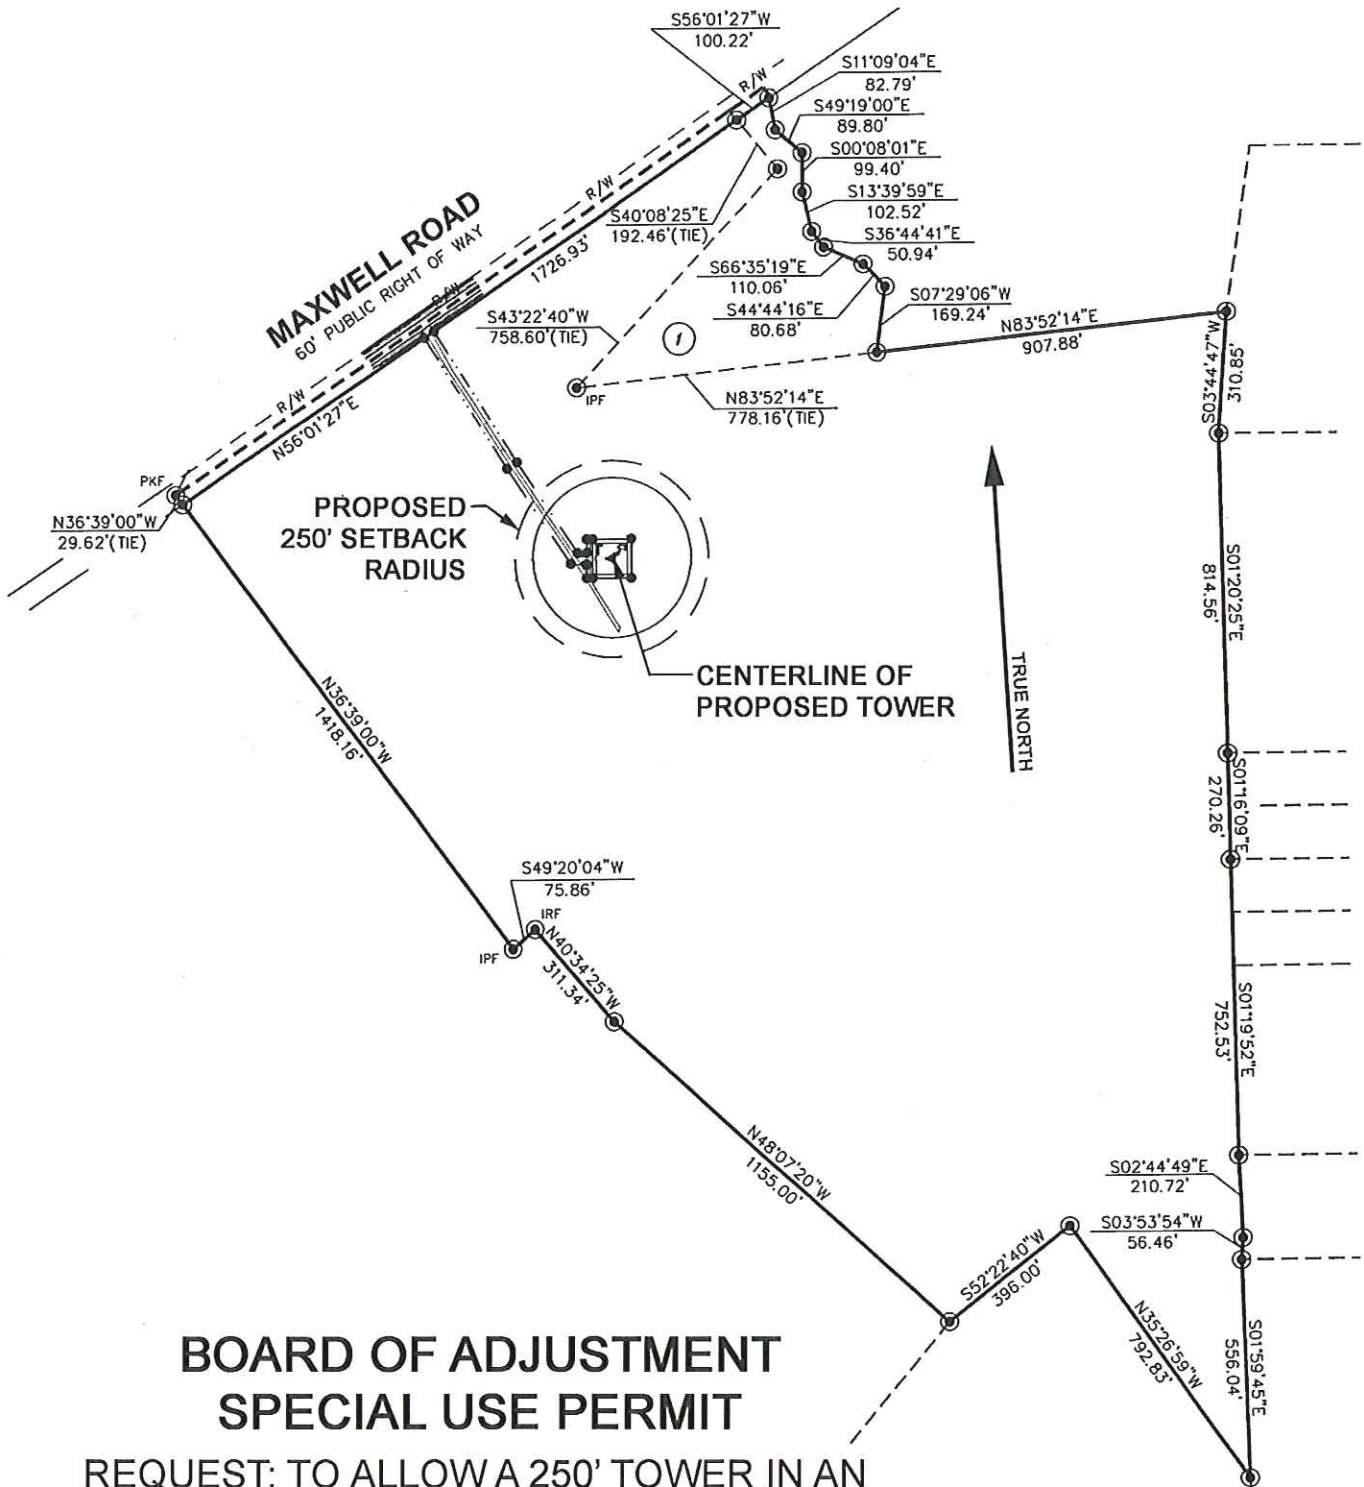 S56°01'27"W
100.22'
R/W
S11°09'04"E
82.79'
S49°19'00"E
89.80'
S00°08'01"E
99.40'
S13°39'59"E
102.52'
S36°44'41"E
50.94'
S66°35'19"E
110.06'
S44°44'16"E
80.68'
S07°29'06"W
169.24'
N83°52'14"E
907.88'
R/W
S40°08'25"E
192.46'(TIE)
1726.93'
MAXWELL ROAD
60' PUBLIC RIGHT OF WAY
R/W
S43°22'40"W
758.60'(TIE)
1
IPF
N83°52'14"E
778.16'(TIE)
R/W
N56°01'27"E
PKF
N36°39'00"W
29.62'(TIE)
PROPOSED
250' SETBACK
RADIUS
CENTERLINE OF
PROPOSED TOWER
TRUE NORTH
S03°44'47"W
310.85'
S01°20'25"E
814.56'
S01°16'09"E
270.26'
S01°19'52"E
752.53'
S02°44'49"E
210.72'
S03°53'54"W
56.46'
S01°59'45"E
556.04'
N36°39'00"W
1418.16'
S49°20'04"W
75.86'
IRF
IPF
N40°34'25"W
311.34'
N48°07'20"W
1155.00'
S52°22'40"W
396.00'
N35°26'59"W
792.83'
BOARD OF ADJUSTMENT
SPECIAL USE PERMIT
REQUEST: TO ALLOW A 250' TOWER IN AN